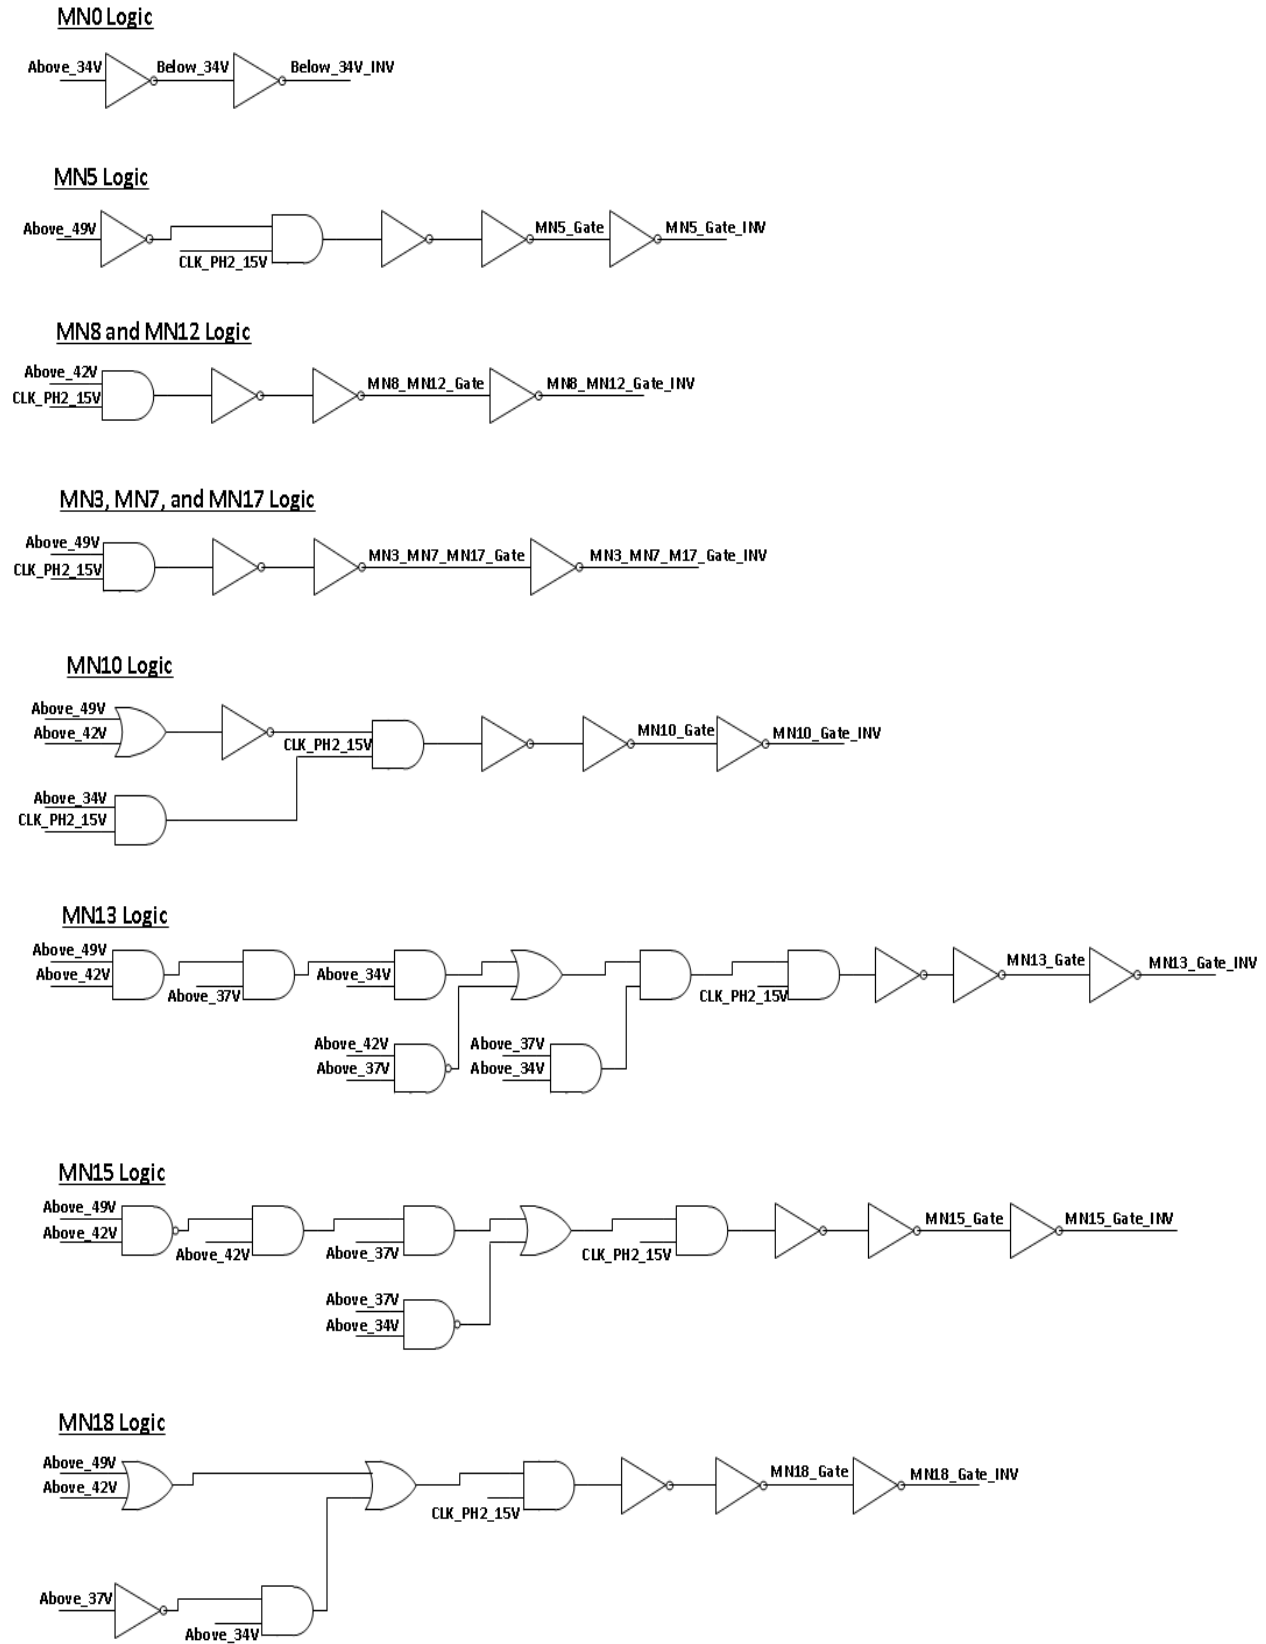 MN0 Logic
Above_34V Below_34V Below_34V_INV
MN5 Logic
Above_49V MN5_Gate MN5_Gate_INV
CLK_PH2_15V
MN8 and MN12 Logic
Above_42V
CLK_PH2_15V MN8_MN12_Gate MN8_MN12_Gate_INV
MN3, MN7, and MN17 Logic
Above_49V
CLK_PH2_15V MN3_MN7_MN17_Gate MN3_MN7_M17_Gate_INV
MN10 Logic
Above_49V
Above_42V CLK_PH2_15V MN10_Gate MN10_Gate_INV
Above_34V
CLK_PH2_15V
MN13 Logic
Above_49V
Above_42V Above_34V MN13_Gate MN13_Gate_INV
Above_37V CLK_PH2_15V
Above_42V Above_37V
Above_37V Above_34V
MN15 Logic
Above_49V
Above_42V MN15_Gate MN15_Gate_INV
Above_42V Above_37V CLK_PH2_15V
Above_37V
Above_34V
MN18 Logic
Above_49V
Above_42V MN18_Gate MN18_Gate_INV
CLK_PH2_15V
Above_37V
Above_34V